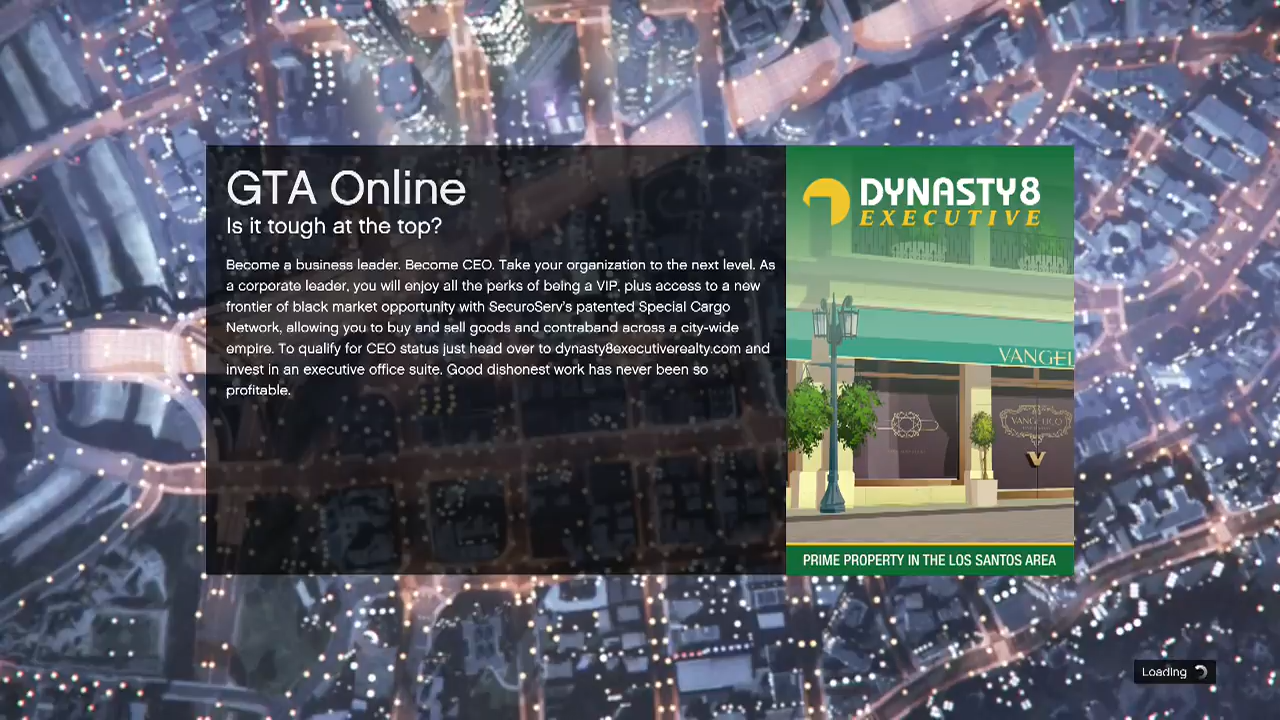 GTA Online
Is it tough at the top?
Become a business leader. Become CEO. Take your organization to the next level. As
a corporate leader, you will enjoy all the perks of being a VIP, plus access to a new
frontier of black market opportunity with SecuroServ's patented Special Cargo
Network, allowing you to buy and sell goods and contraband across a city-wide
empire. To qualify for CEO status just head over to dynasty8executiverealty.com and
invest in an executive office suite. Good dishonest work has never been so
profitable.
DYNASTY8
EXECUTIVE
VANGEL
VANGELICO
V
PRIME PROPERTY IN THE LOS SANTOS AREA
Loading